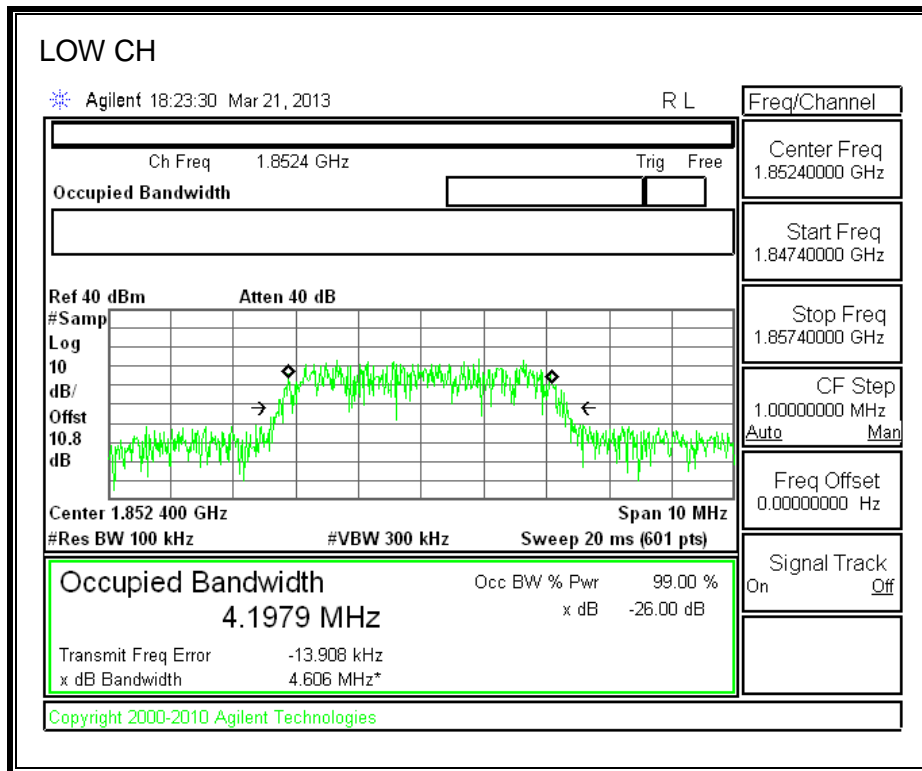 LOW CH
Agilent 18:23:30 Mar 21, 2013 R L
Ch Freq 1.8524 GHz Trig Free
Occupied Bandwidth
Ref 40 dBm Atten 40 dB
#Samp
Log
10
dB/
Offst
10.8
dB
Center 1.852 400 GHz Span 10 MHz
#Res BW 100 kHz #VBW 300 kHz Sweep 20 ms (601 pts)
Occupied Bandwidth Occ BW % Pwr 99.00 %
4.1979 MHz x dB -26.00 dB
Transmit Freq Error -13.908 kHz
x dB Bandwidth 4.606 MHz*
Copyright 2000-2010 Agilent Technologies
Freq/Channel
Center Freq
1.85240000 GHz
Start Freq
1.84740000 GHz
Stop Freq
1.85740000 GHz
CF Step
1.00000000 MHz
Auto Man
Freq Offset
0.00000000 Hz
Signal Track
On Off